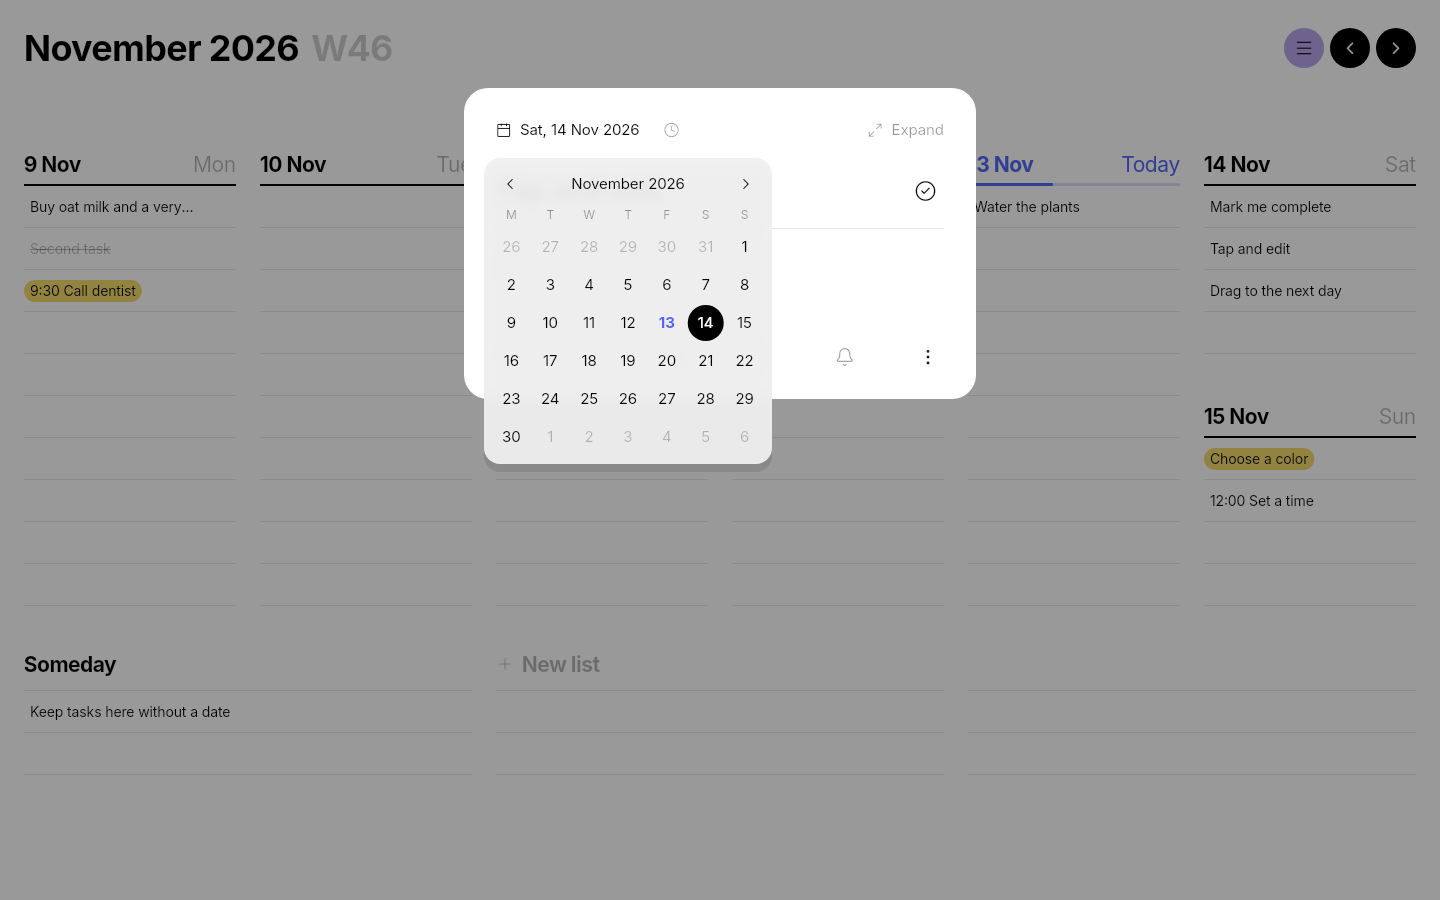 November 2026 W46
Sat, 14 Nov 2026
Expand
9 Nov Mon
Buy oat milk and a very...
Second task
9:30 Call dentist
10 Nov
November 2026
M T W T F S S
26 27 28 29 30 31 1
2 3 4 5 6 7 8
9 10 11 12 13 14 15
16 17 18 19 20 21 22
23 24 25 26 27 28 29
30 1 2 3 4 5 6
3 Nov Today
Water the plants
14 Nov Sat
Mark me complete
Tap and edit
Drag to the next day
15 Nov Sun
Choose a color
12:00 Set a time
Someday
Keep tasks here without a date
New list